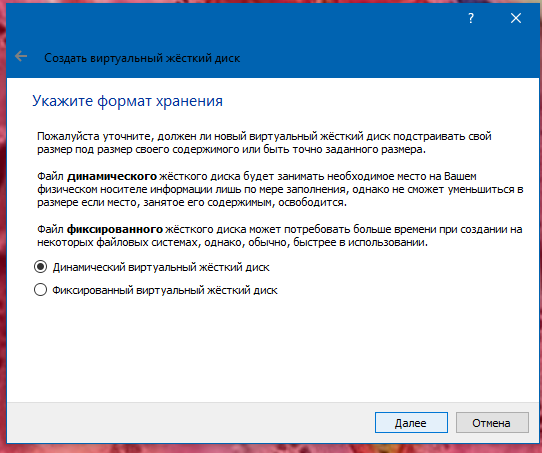 ?
Создать виртуальный жёсткий диск
Укажите формат хранения
Пожалуйста уточните, должен ли новый виртуальный жёсткий диск подстраивать свой
размер под размер своего содержимого или быть точно заданного размера.
Файл динамического жёсткого диска будет занимать необходимое место на Вашем
физическом носителе информации лишь по мере заполнения, однако не сможет уменьшиться в
размере если место, занятое его содержимым, освободится.
Файл фиксированного жёсткого диска может потребовать больше времени при создании на
некоторых файловых системах, однако, обычно, быстрее в использовании.
Динамический виртуальный жёсткий диск
Фиксированный виртуальный жёсткий диск
Далее
Отмена